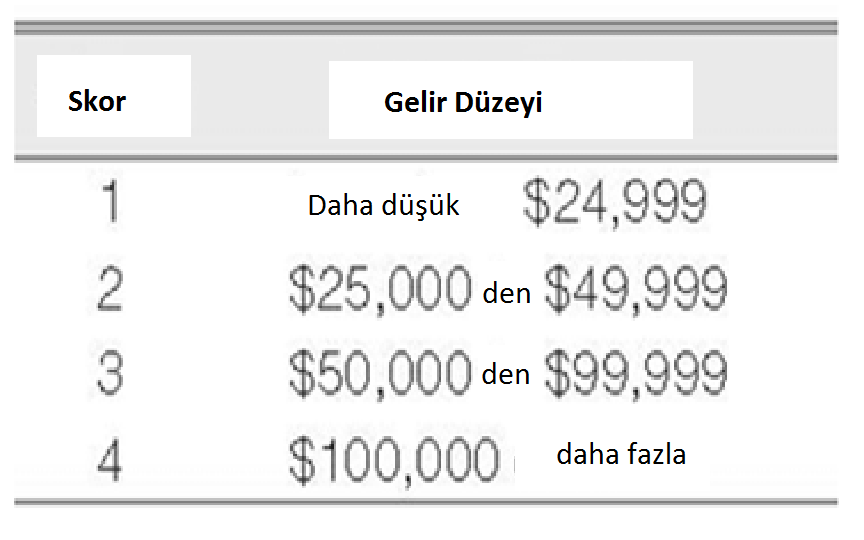 Skor Gelir Düzeyi
1 Daha düşük $24,999
2 $25,000 den $49,999
3 $50,000 den $99,999
4 $100,000 daha fazla